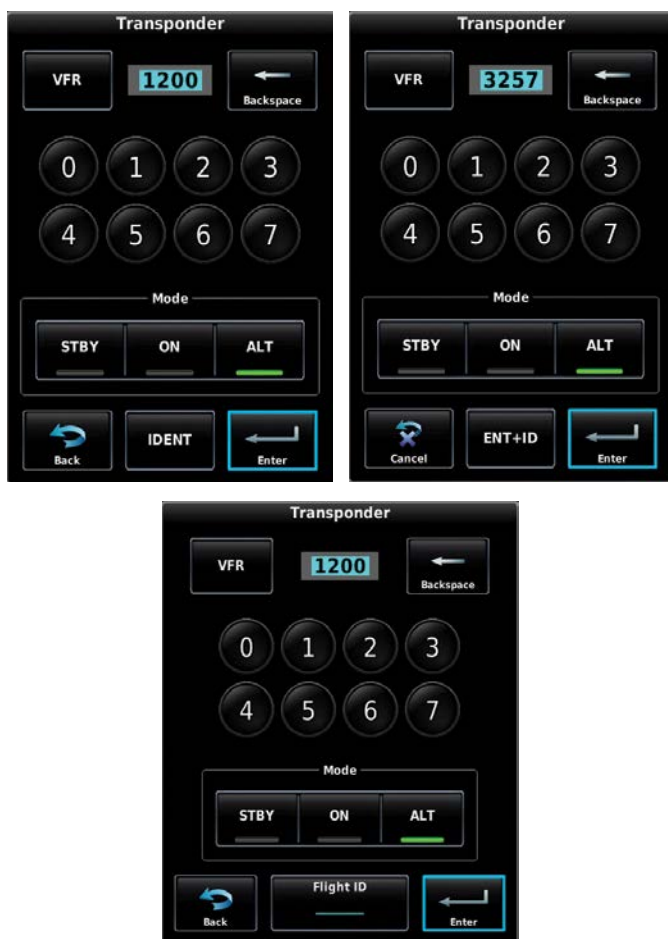 Transponder
VFR 1200 Backspace
0 1 2 3
4 5 6 7
Mode
STBY ON ALT
Back IDENT Enter
Transponder
VFR 3257 Backspace
0 1 2 3
4 5 6 7
Mode
STBY ON ALT
Cancel ENT+ID Enter
Transponder
VFR 1200 Backspace
0 1 2 3
4 5 6 7
Mode
STBY ON ALT
Back Flight ID Enter